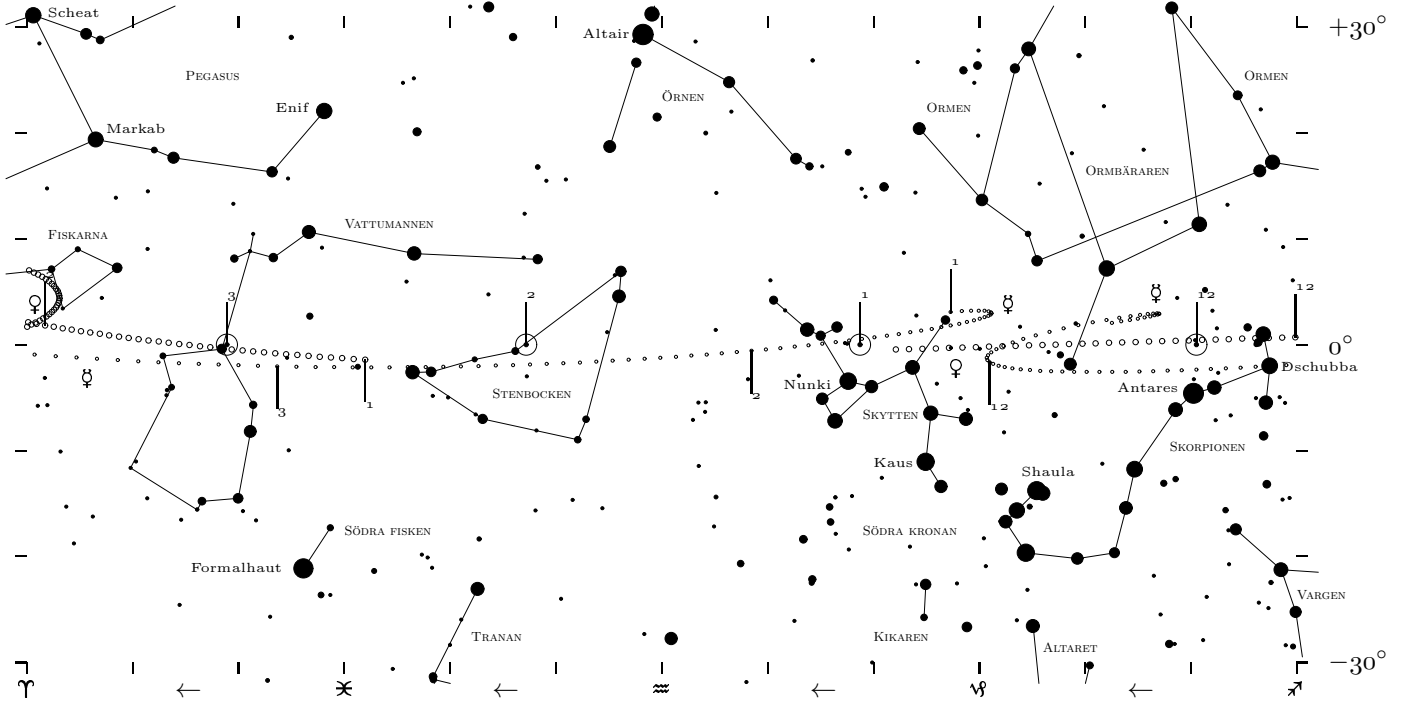 Scheat
Altair
+30°
Pegasus
Örnen
Ormen
Enif
Ormen
Markab
Ormbäraren
Vattumannen
Fiskarna
♀
3
2
1
1
☿
☿
12
12
0°
☿
Stenbocken
♀
Dschubba
Nunki
Antares
3
1
2
12
Skytten
Skorpionen
Kaus
Shaula
Södra fisken
Södra kronan
Formalhaut
Vargen
Tranan
Kikaren
Altaret
−30°
♈ ← ♓ ← ♒ ← ♑ ← ♐